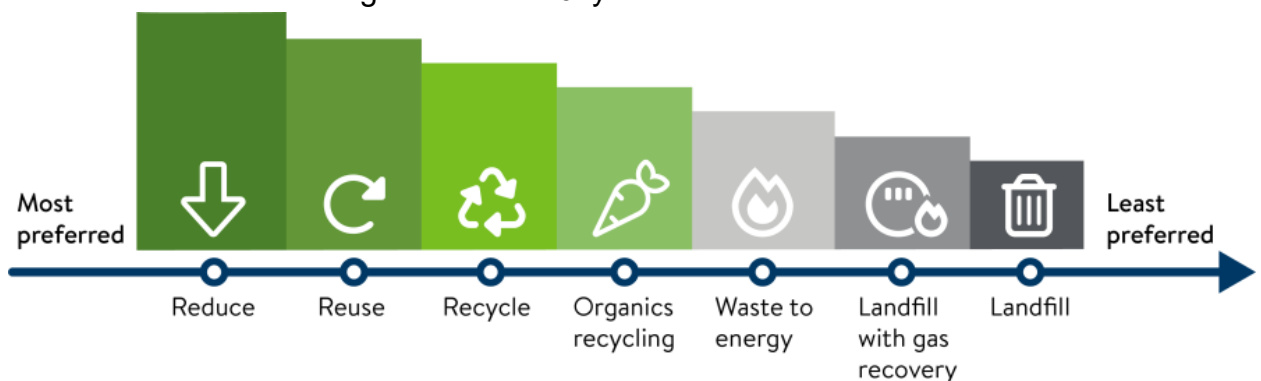 Most
preferred
Least
preferred
Reduce
Reuse
Recycle
Organics
recycling
Waste to
energy
Landfill
with gas
recovery
Landfill